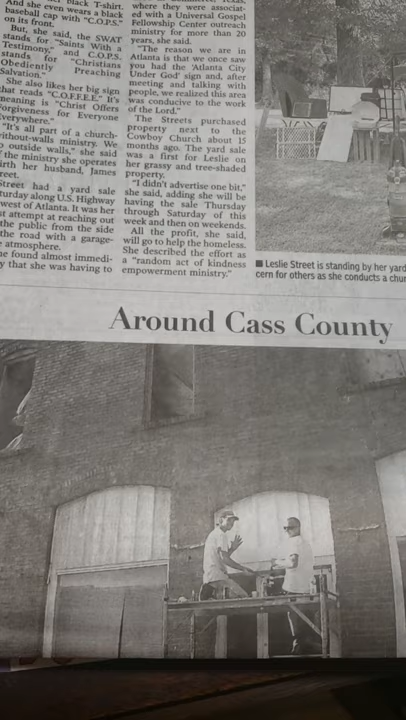 Black T-shirt.
And she even wears a black
baseball cap with "C.O.P.S."
on its front.
But, she said, the SWAT
stands for "Saints With a
Testimony," and C.O.P.S.
stands for "Christians
Obediently Preaching
Salvation."
She also likes her big sign
that reads "C.O.F.F.E.E." It's
meaning is "Christ Offers
Forgiveness for Everyone
Everywhere."
"It's all part of a church-
without-walls ministry. We
outside walls," she said
f the ministry she operates
with her husband, James
reet.
Street had a yard sale
turday along U.S. Highway
west of Atlanta. It was her
st attempt at reaching out
the public from the side
the road with a garage-
e atmosphere.
he found almost immedi-
y that she was having to
where they were associat-
ed with a Universal Gospel
Fellowship Center outreach
ministry for more than 20
years, she said.
"The reason we are in
Atlanta is that we once saw
you had the 'Atlanta City
Under God' sign and, after
meeting and talking with
people, we realized this area
was conducive to the work
of the Lord."
The Streets purchased
property next to the
Cowboy Church about 15
months ago. The yard sale
was a first for Leslie on
her grassy and tree-shaded
property.
"I didn't advertise one bit,"
she said, adding she will be
having the sale Thursday
through Saturday of this
week and then on weekends.
All the profit, she said,
will go to help the homeless.
She described the effort as
a "random act of kindness
empowerment ministry."
■ Leslie Street is standing by her yard
cern for others as she conducts a chur
Around Cass County